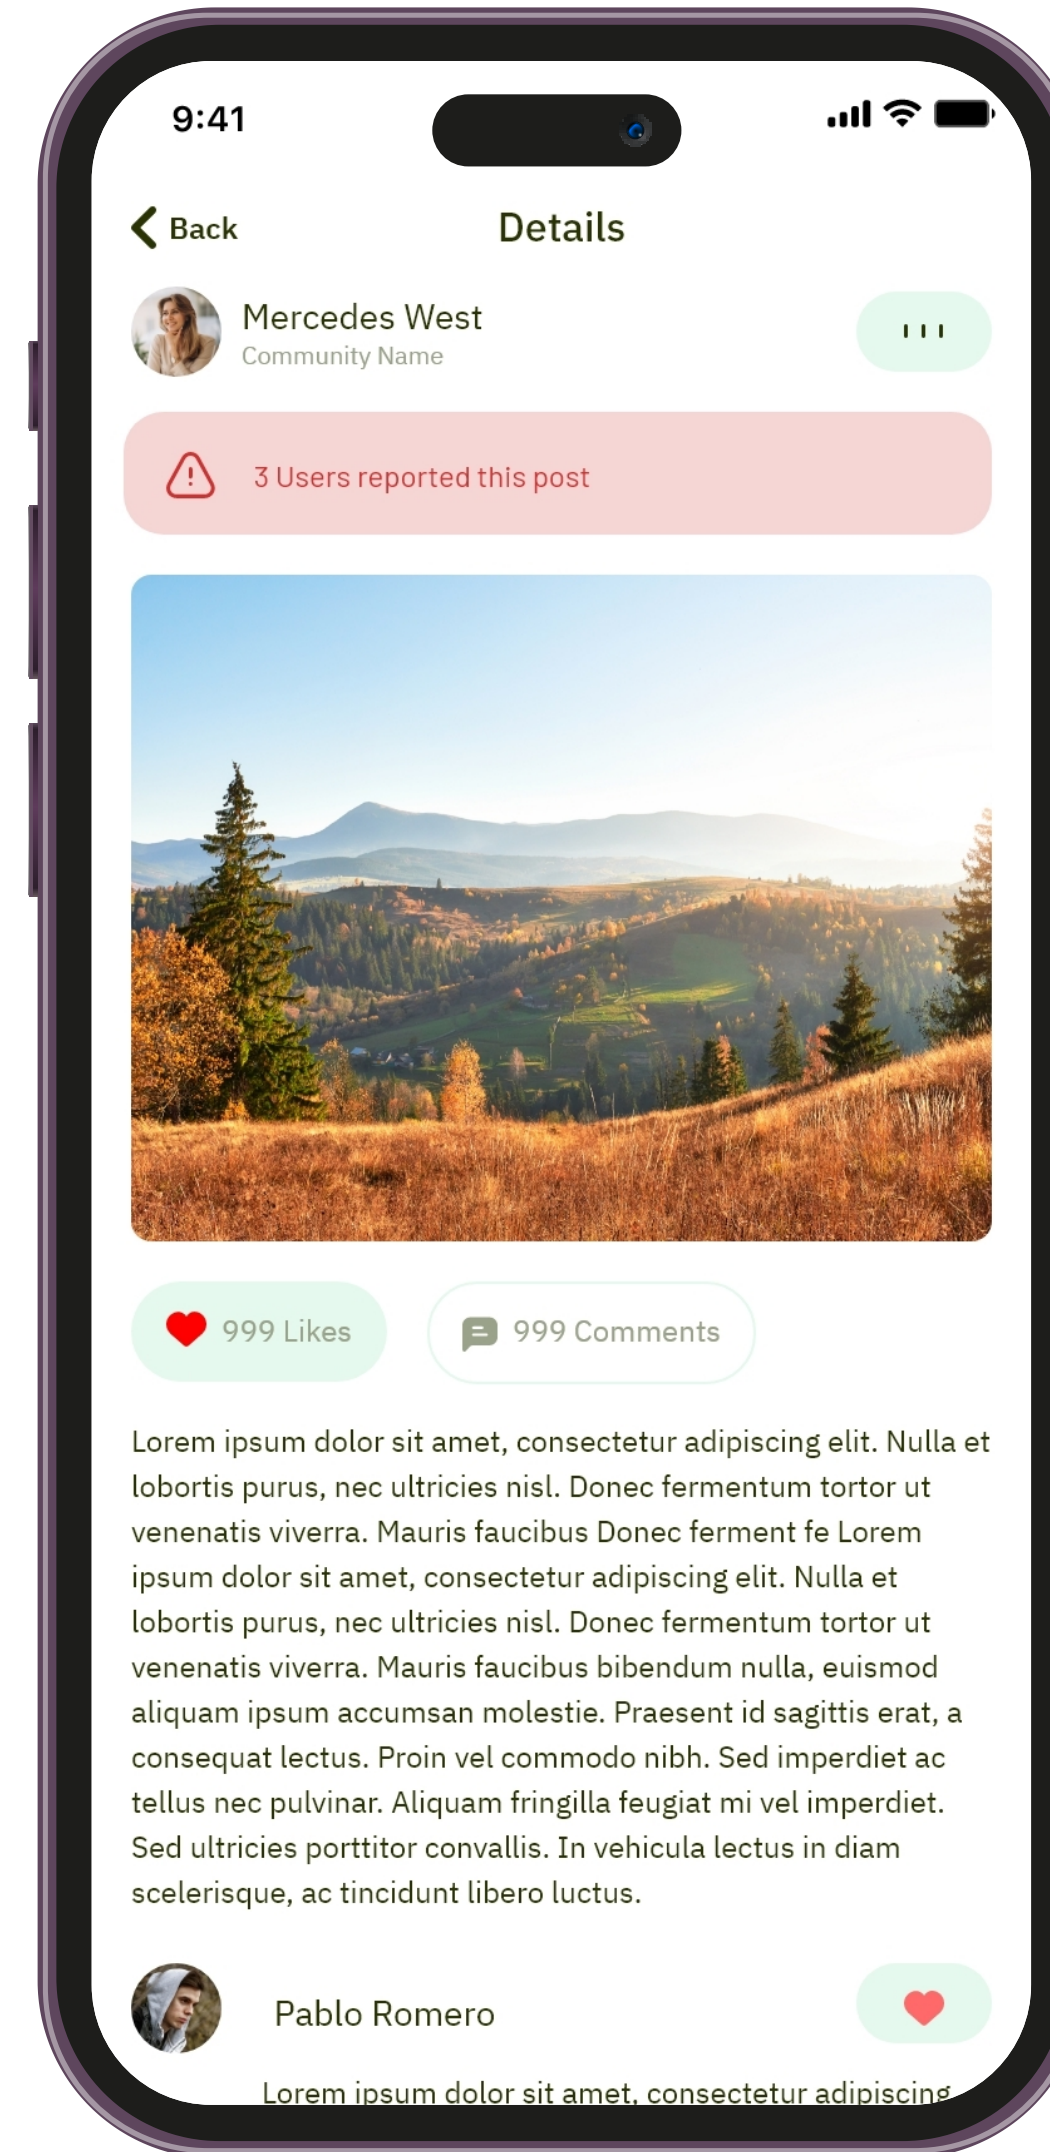 9:41
Back
Details
Mercedes West
Community Name
3 Users reported this post
999 Likes
999 Comments
Lorem ipsum dolor sit amet, consectetur adipiscing elit. Nulla et
lobortis purus, nec ultricies nisl. Donec fermentum tortor ut
venenatis viverra. Mauris faucibus Donec ferment fe Lorem
ipsum dolor sit amet, consectetur adipiscing elit. Nulla et
lobortis purus, nec ultricies nisl. Donec fermentum tortor ut
venenatis viverra. Mauris faucibus bibendum nulla, euismod
aliquam ipsum accumsan molestie. Praesent id sagittis erat, a
consequat lectus. Proin vel commodo nibh. Sed imperdiet ac
tellus nec pulvinar. Aliquam fringilla feugiat mi vel imperdiet.
Sed ultricies porttitor convallis. In vehicula lectus in diam
scelerisque, ac tincidunt libero luctus.
Pablo Romero
Lorem ipsum dolor sit amet, consectetur adipiscing